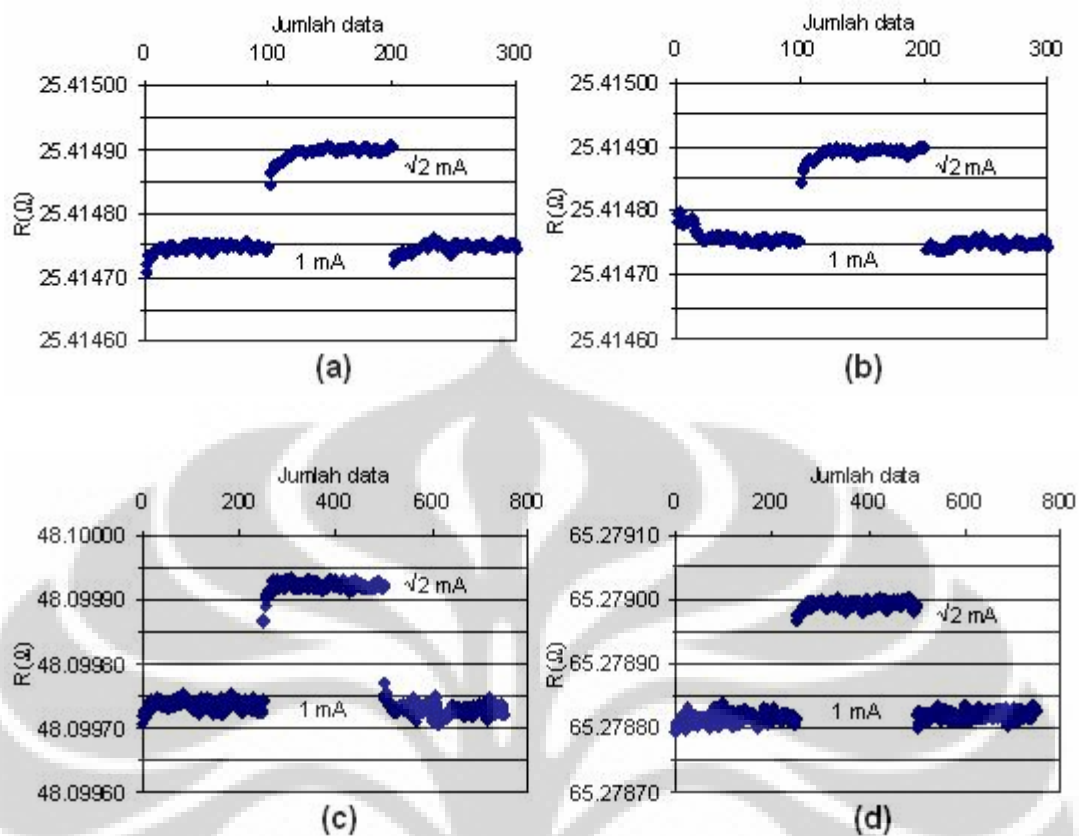 Jumlah data
0 100 200 300
25.41500
25.41490
25.41480
25.41470
25.41460
R(Ω)
√2 mA
1 mA
(a)
Jumlah data
0 100 200 300
25.41500
25.41490
25.41480
25.41470
25.41460
R(Ω)
√2 mA
1 mA
(b)
Jumlah data
0 200 400 600 800
48.10000
48.09990
48.09980
48.09970
48.09960
R(Ω)
√2 mA
1 mA
(c)
Jumlah data
0 200 400 600 800
65.27910
65.27900
65.27890
65.27880
65.27870
R(Ω)
√2 mA
1 mA
(d)